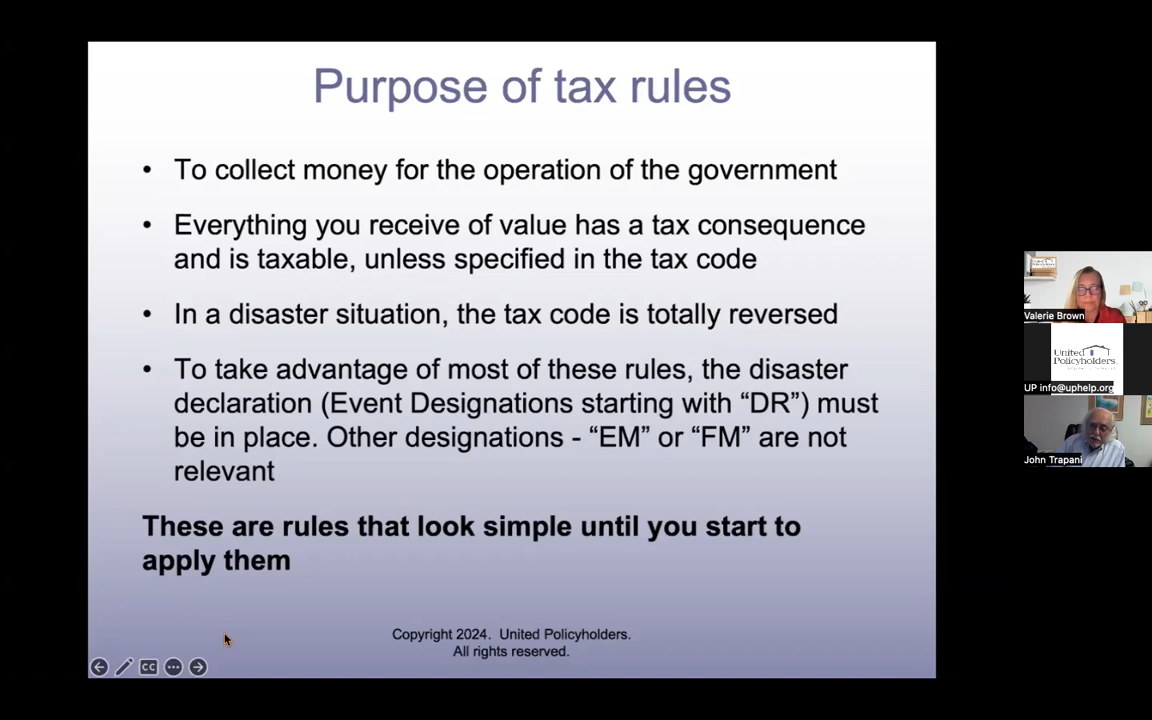 Purpose of tax rules
• To collect money for the operation of the government
• Everything you receive of value has a tax consequence
and is taxable, unless specified in the tax code
• In a disaster situation, the tax code is totally reversed
• To take advantage of most of these rules, the disaster
declaration (Event Designations starting with “DR”) must
be in place. Other designations - “EM” or “FM” are not
relevant
These are rules that look simple until you start to
apply them
Copyright 2024. United Policyholders.
All rights reserved.
CC
Valerie Brown
United
Policyholders
UP info@uphelp.org
John Trapani